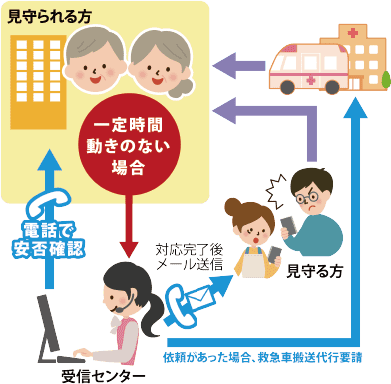 見守られる方
一定時間
動きのない
場合
電話で
安否確認
対応完了後
メール送信
見守る方
受信センター
依頼があった場合、救急車搬送代行要請